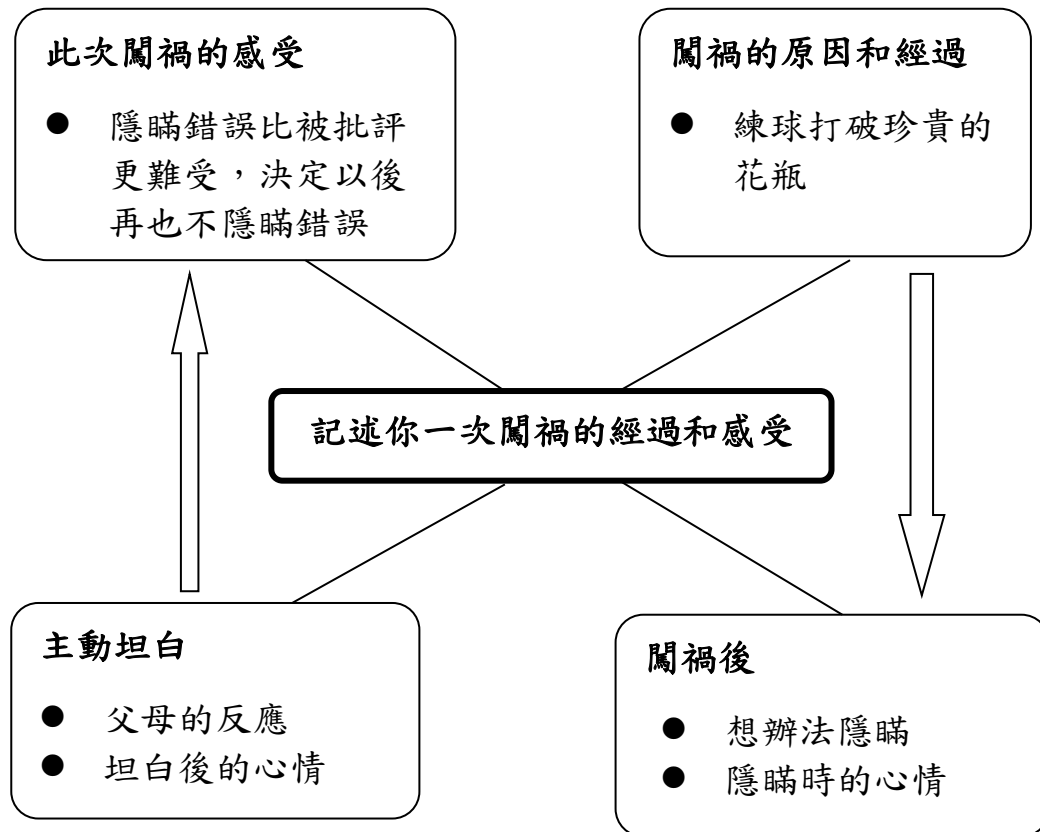 此次闖禍的感受
● 隱瞞錯誤比被批評
更難受，決定以後
再也不隱瞞錯誤
闖禍的原因和經過
● 練球打破珍貴的
花瓶
記述你一次闖禍的經過和感受
主動坦白
● 父母的反應
● 坦白後的心情
闖禍後
● 想辦法隱瞞
● 隱瞞時的心情